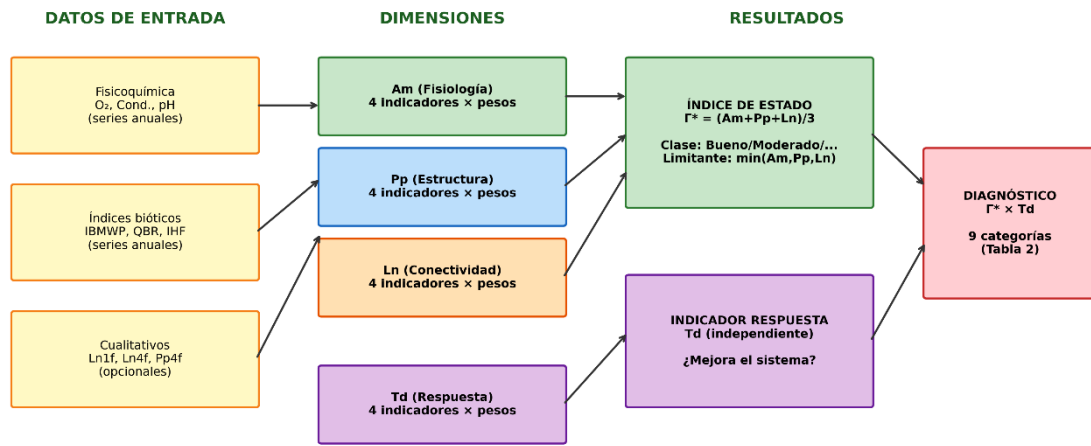 DATOS DE ENTRADA
DIMENSIONES
RESULTADOS
Fisicoquímica
O₂, Cond., pH
(series anuales)
Índices bióticos
IBMWP, QBR, IHF
(series anuales)
Cualitativos
Ln1f, Ln4f, Pp4f
(opcionales)
Am (Fisiología)
4 indicadores × pesos
Pp (Estructura)
4 indicadores × pesos
Ln (Conectividad)
4 indicadores × pesos
Td (Respuesta)
4 indicadores × pesos
ÍNDICE DE ESTADO
Γ* = (Am+Pp+Ln)/3
Clase: Bueno/Moderado/...
Limitante: min(Am,Pp,Ln)
INDICADOR RESPUESTA
Td (independiente)
¿Mejora el sistema?
DIAGNÓSTICO
Γ* × Td
9 categorías
(Tabla 2)